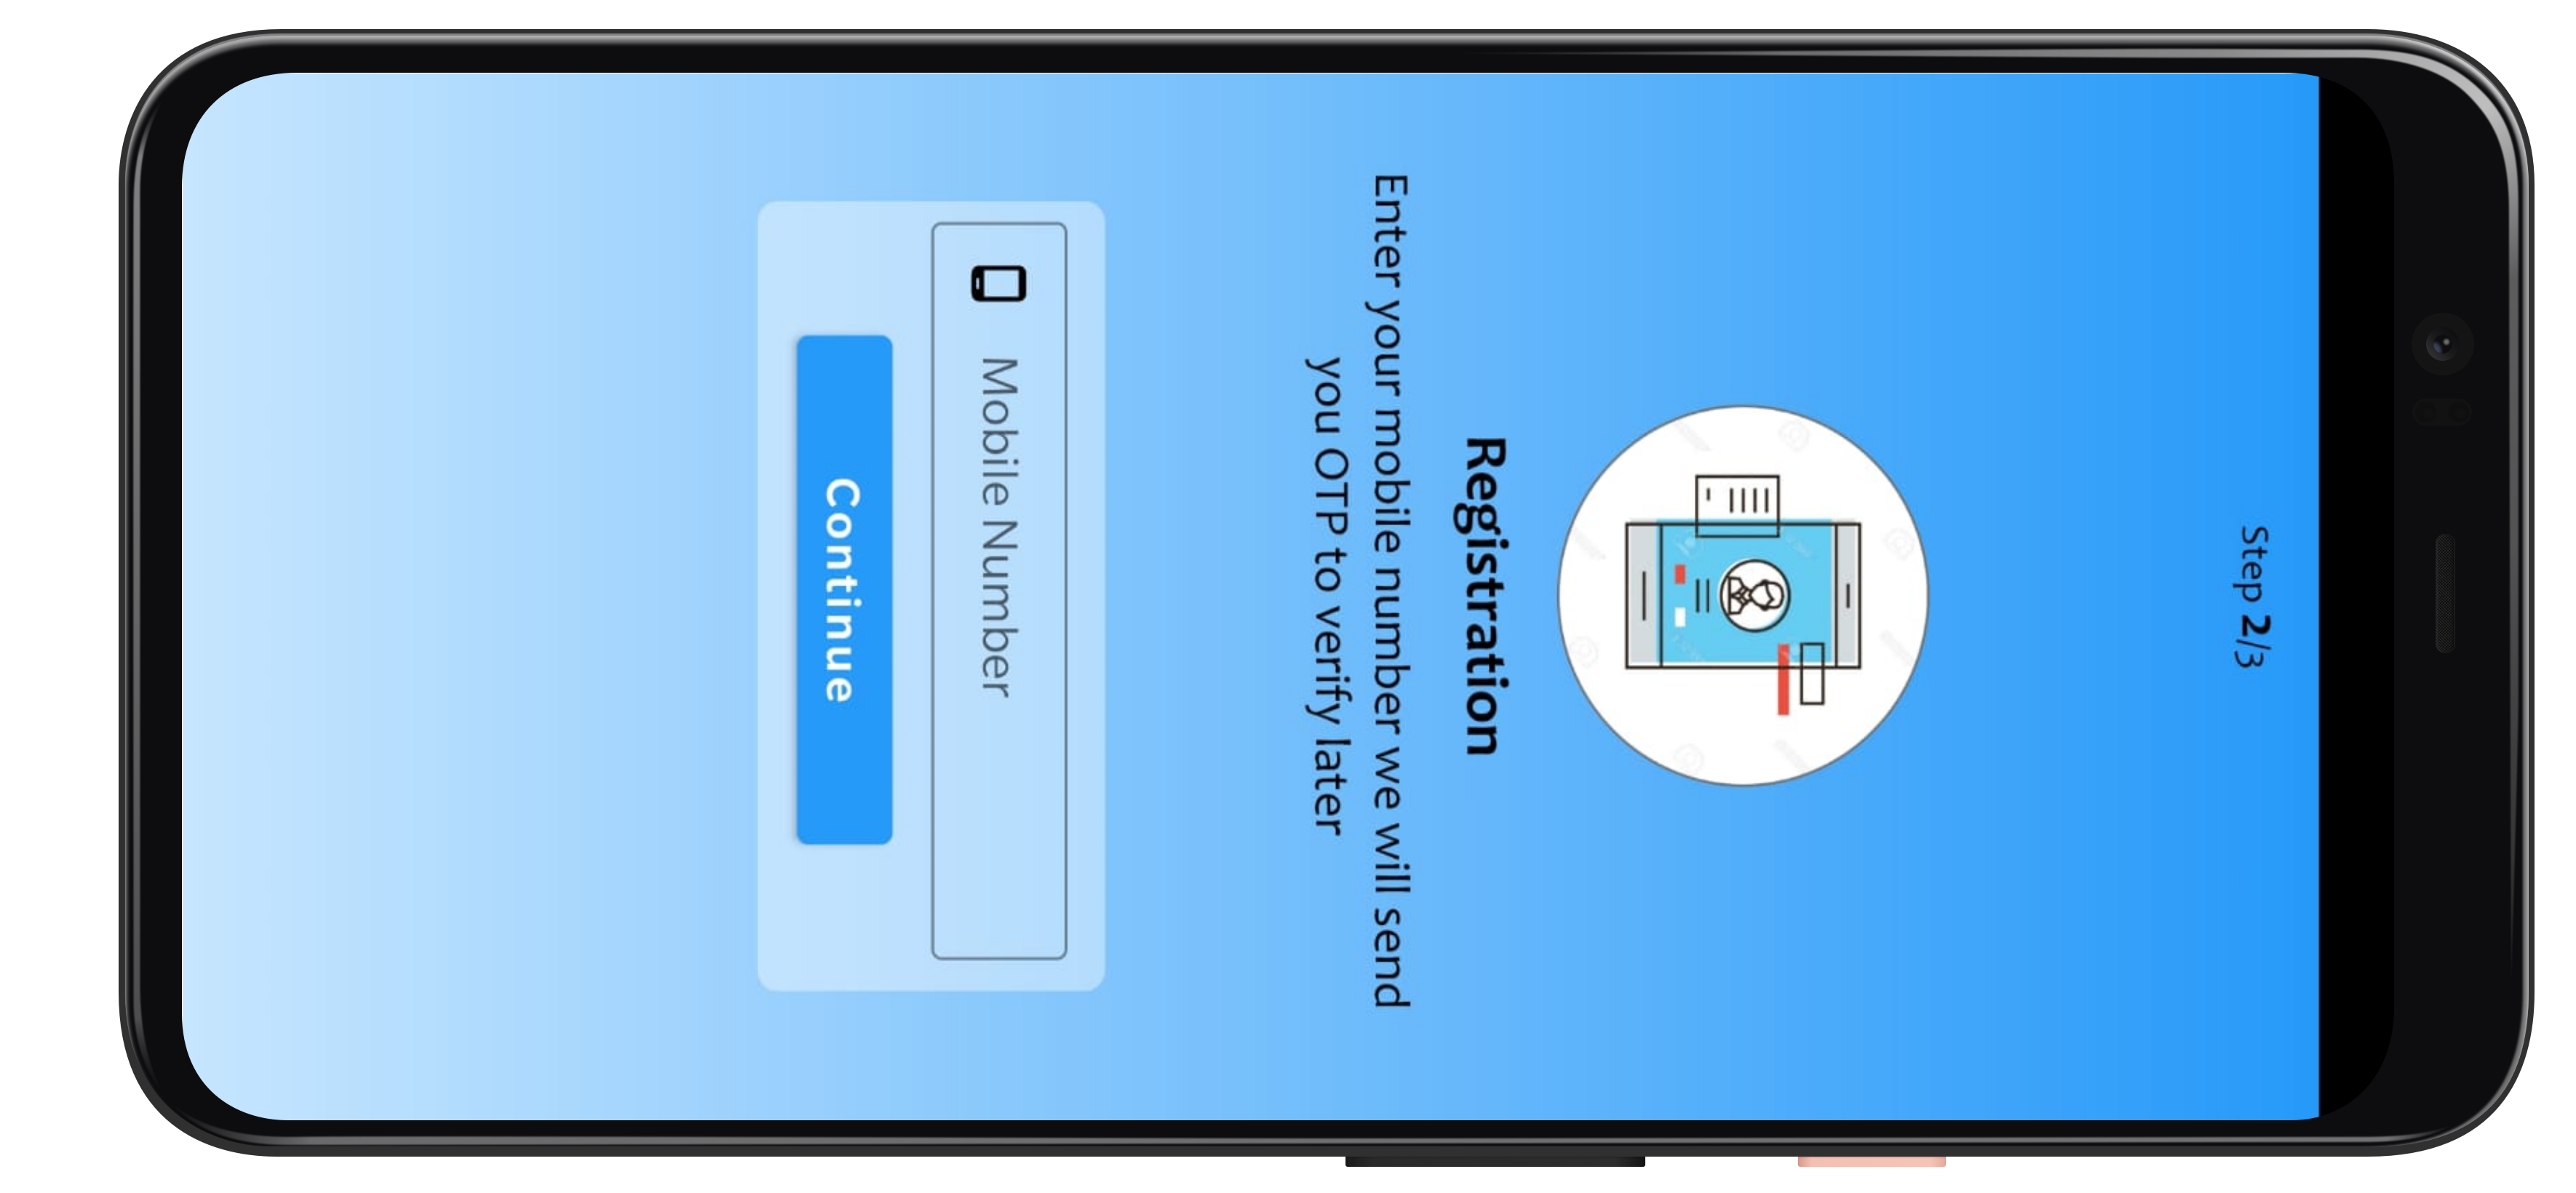 Step 2/3
Registration
Enter your mobile number we will send
you OTP to verify later
Mobile Number
Continue